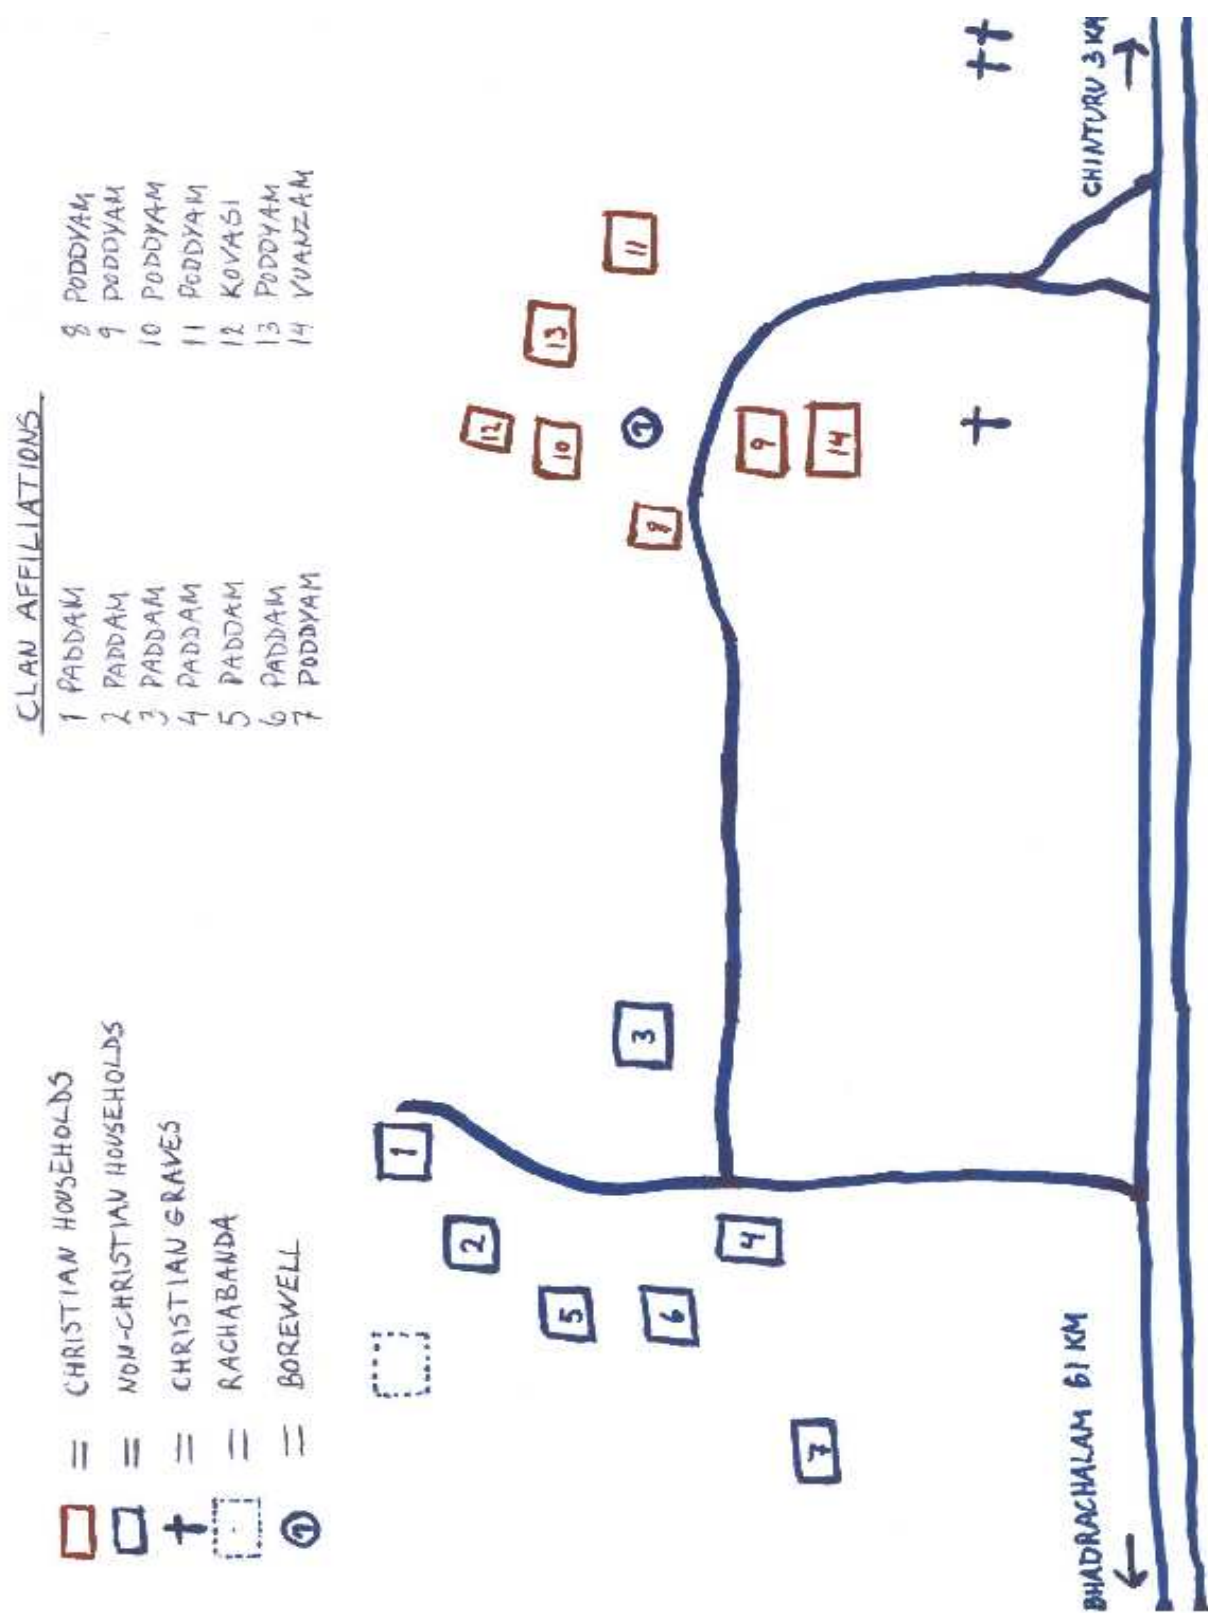 CLAN AFFILIATIONS
1 PADDAM
2 PADDAM
3 PADDAM
4 PADDAM
5 PADDAM
6 PADDAM
7 PODDYAM
8 PODDYAM
9 PODDYAM
10 PODDYAM
11 PODDYAM
12 KOVASI
13 PODDYAM
14 VUANZAM
= CHRISTIAN HOUSEHOLDS
= NON-CHRISTIAN HOUSEHOLDS
= CHRISTIAN GRAVES
= RACHABANDA
= BOREWELL
1
2
3
4
5
6
7
8
9
10
11
12
13
14
← BHADRACHALAM 61 KM
CHINTURU 3 KM →